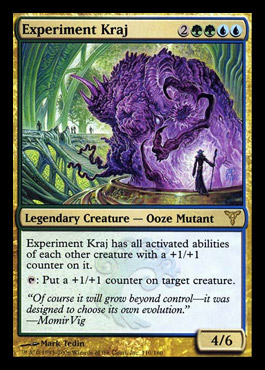 Experiment Kraj 2
Legendary Creature — Ooze Mutant
Experiment Kraj has all activated abilities
of each other creature with a +1/+1
counter on it.
: Put a +1/+1 counter on target creature.
“Of course it will grow beyond control—it was
designed to choose its own evolution.”
—Momir Vig
Mark Tedin
4/6